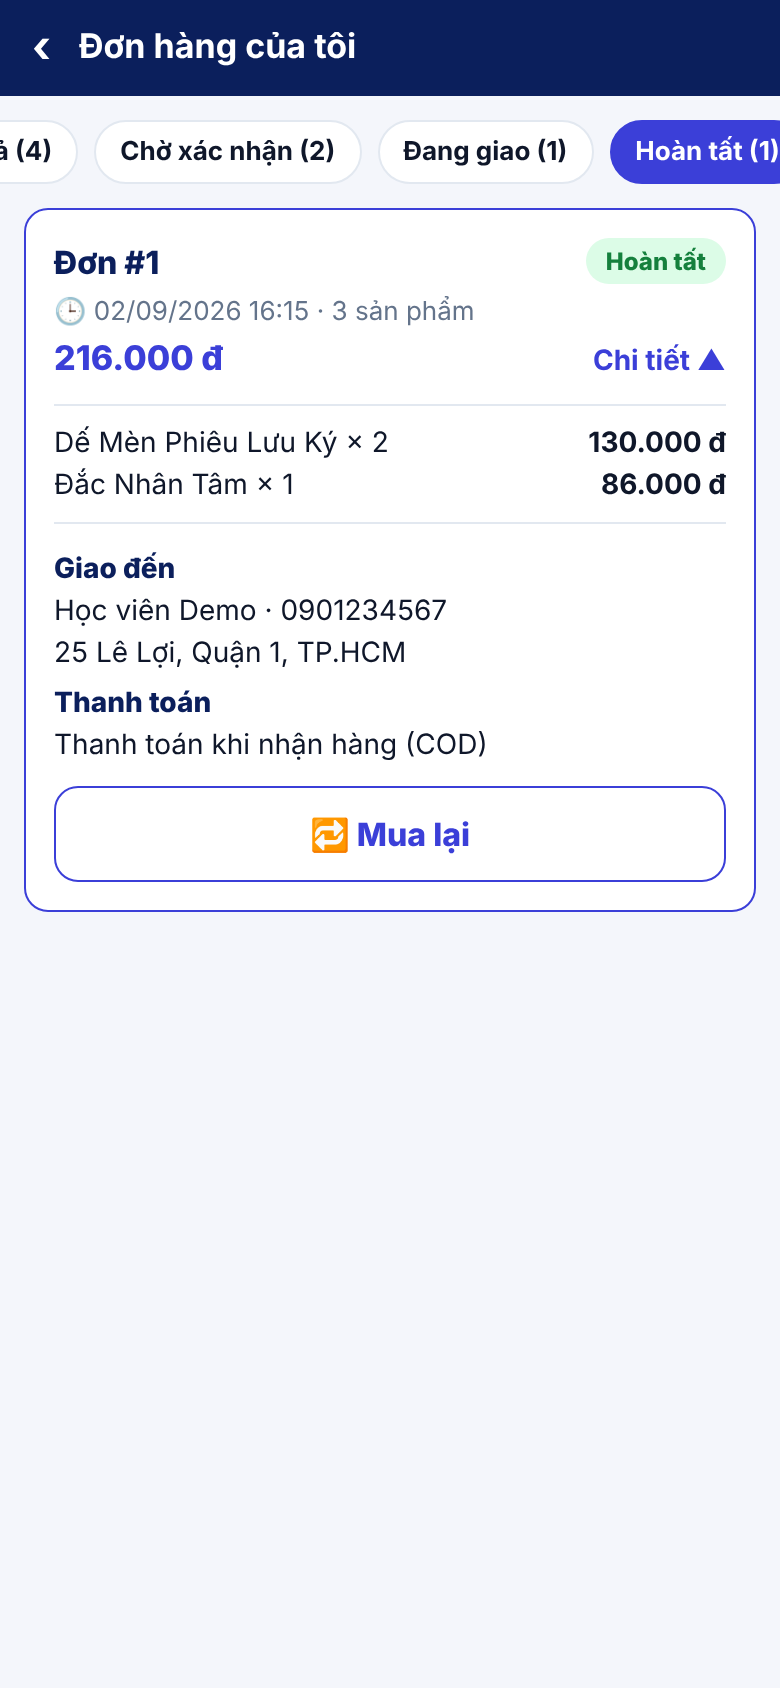 ‹ Đơn hàng của tôi
ả (4) Chờ xác nhận (2) Đang giao (1) Hoàn tất (1)
Đơn #1 Hoàn tất
🕒 02/09/2026 16:15 · 3 sản phẩm
216.000 đ Chi tiết ▲
Dế Mèn Phiêu Lưu Ký × 2 130.000 đ
Đắc Nhân Tâm × 1 86.000 đ
Giao đến
Học viên Demo · 0901234567
25 Lê Lợi, Quận 1, TP.HCM
Thanh toán
Thanh toán khi nhận hàng (COD)
🔁 Mua lại